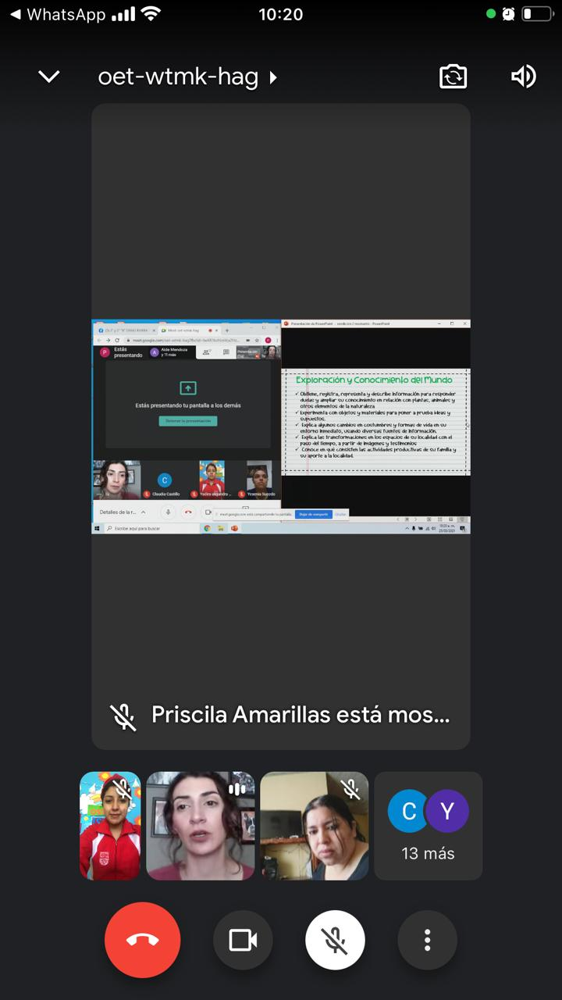 WhatsApp
10:20
oet-wtmk-hag
Estás presentando
Aide Mendoza y 11 más
Estás presentando tu pantalla a los demás
Detener la presentación
Tú
Claudia Castillo
Yadira alejandra ...
Yesenia Saucedo
Detalles de la r...
meet.google.com está compartiendo tu pantalla.
Dejar de compartir
Ocultar
Escribe aquí para buscar
Exploración y Conocimiento del Mundo
✓ Obtiene, registra, representa y describe información para responder
dudas y ampliar su conocimiento en relación con plantas, animales y
otros elementos de la naturaleza
✓ Experimenta con objetos y materiales para poner a prueba ideas y
supuestos.
✓ Explica algunos cambios en costumbres y formas de vida en su
entorno inmediato, usando diversas fuentes de información.
✓ Explica las transformaciones en los espacios de su localidad con el
paso del tiempo, a partir de imágenes y testimonios
✓ Conoce en qué consisten las actividades productivas de su familia y
su aporte a la localidad.
Priscila Amarillas está mos...
C
Y
13 más